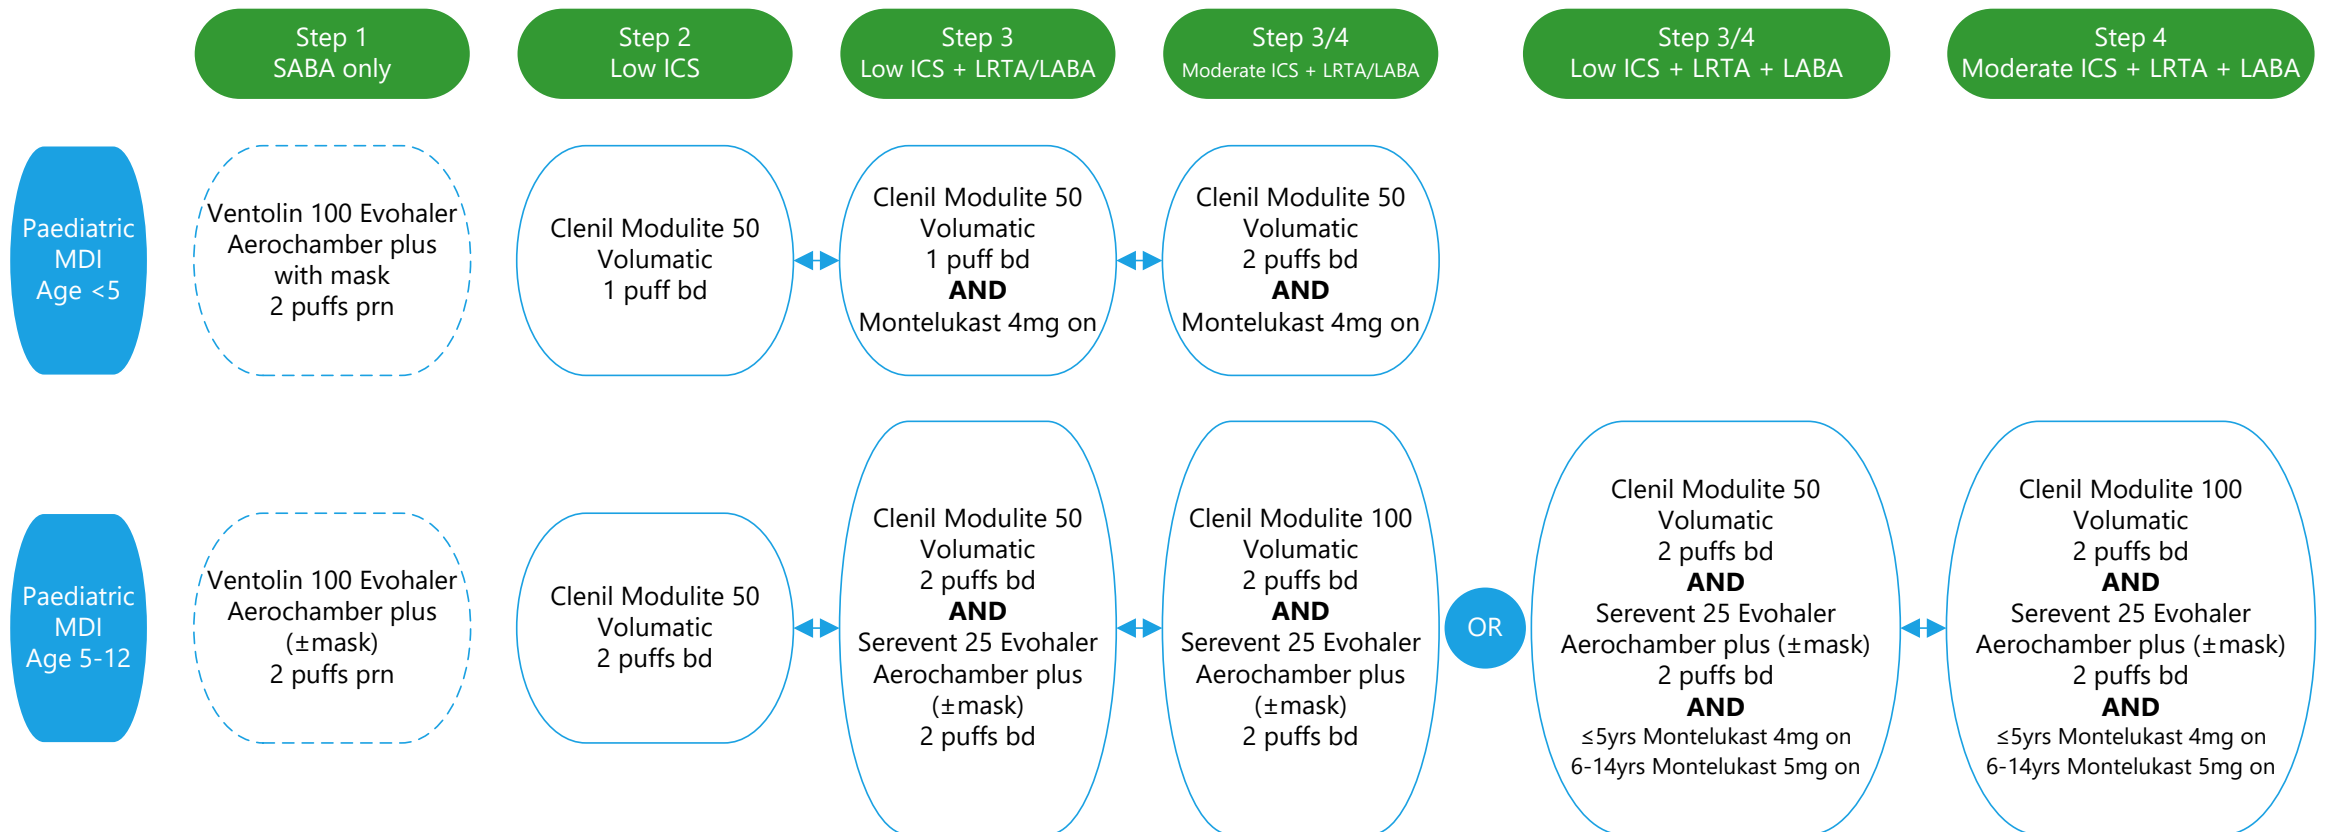 Step 1
SABA only
Step 2
Low ICS
Step 3
Low ICS + LRTA/LABA
Step 3/4
Moderate ICS + LRTA/LABA
Step 3/4
Low ICS + LRTA + LABA
Step 4
Moderate ICS + LRTA + LABA
Paediatric
MDI
Age <5
Ventolin 100 Evohaler
Aerochamber plus
with mask
2 puffs prn
Clenil Modulite 50
Volumatic
1 puff bd
Clenil Modulite 50
Volumatic
1 puff bd
AND
Montelukast 4mg on
Clenil Modulite 50
Volumatic
2 puffs bd
AND
Montelukast 4mg on
Paediatric
MDI
Age 5-12
Ventolin 100 Evohaler
Aerochamber plus
(±mask)
2 puffs prn
Clenil Modulite 50
Volumatic
2 puffs bd
Clenil Modulite 50
Volumatic
2 puffs bd
AND
Serevent 25 Evohaler
Aerochamber plus
(±mask)
2 puffs bd
Clenil Modulite 100
Volumatic
2 puffs bd
AND
Serevent 25 Evohaler
Aerochamber plus
(±mask)
2 puffs bd
OR
Clenil Modulite 50
Volumatic
2 puffs bd
AND
Serevent 25 Evohaler
Aerochamber plus (±mask)
2 puffs bd
AND
≤5yrs Montelukast 4mg on
6-14yrs Montelukast 5mg on
Clenil Modulite 100
Volumatic
2 puffs bd
AND
Serevent 25 Evohaler
Aerochamber plus (±mask)
2 puffs bd
AND
≤5yrs Montelukast 4mg on
6-14yrs Montelukast 5mg on